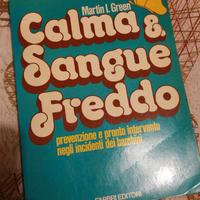 Martin I. Green
Calma &
Sangue
Freddo
prevenzione e pronto intervento
negli incidenti dei bambini
FABBRI EDITORI